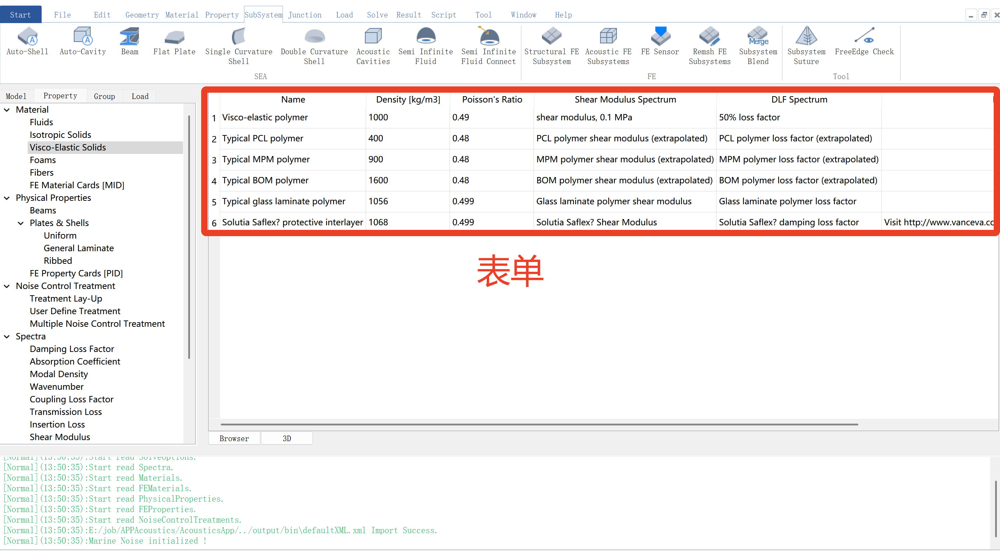 Start File Edit Geometry Material Property SubSystem Junction Load Solve Result Script Tool Window Help
Auto-Shell
Auto-Cavity
Beam
Flat Plate
Single Curvature
Shell
Double Curvature
Shell
Acoustic
Cavities
Semi Infinite
Fluid
Semi Infinite
Fluid Connect
SEA
Structural FE
Subsystem
Acoustic FE
Subsystems
FE Sensor
Remsh FE
Subsystems
Merge
Subsystem
Blend
FE
Subsystem
Suture
FreeEdge Check
Tool
Model Property Group Load
Material
Fluids
Isotropic Solids
Visco-Elastic Solids
Foams
Fibers
FE Material Cards [MID]
Physical Properties
Beams
Plates & Shells
Uniform
General Laminate
Ribbed
FE Property Cards [PID]
Noise Control Treatment
Treatment Lay-Up
User Define Treatment
Multiple Noise Control Treatment
Spectra
Damping Loss Factor
Absorption Coefficient
Modal Density
Wavenumber
Coupling Loss Factor
Transmission Loss
Insertion Loss
Shear Modulus
Name Density [kg/m3] Poisson's Ratio Shear Modulus Spectrum DLF Spectrum
1 Visco-elastic polymer 1000 0.49 shear modulus, 0.1 MPa 50% loss factor
2 Typical PCL polymer 400 0.48 PCL polymer shear modulus (extrapolated) PCL polymer loss factor (extrapolated)
3 Typical MPM polymer 900 0.48 MPM polymer shear modulus (extrapolated) MPM polymer loss factor (extrapolated)
4 Typical BOM polymer 1600 0.48 BOM polymer shear modulus (extrapolated) BOM polymer loss factor (extrapolated)
5 Typical glass laminate polymer 1056 0.499 Glass laminate polymer shear modulus Glass laminate polymer loss factor
6 Solutia Saflex? protective interlayer 1068 0.499 Solutia Saflex? Shear Modulus Solutia Saflex? damping loss factor Visit http://www.vanceva.cc
表单
Browser 3D
[Normal](13:50:35):Start read SolveOptions.
[Normal](13:50:35):Start read Spectra.
[Normal](13:50:35):Start read Materials.
[Normal](13:50:35):Start read FEMaterials.
[Normal](13:50:35):Start read PhysicalProperties.
[Normal](13:50:35):Start read FEProperties.
[Normal](13:50:35):Start read NoiseControlTreatments.
[Normal](13:50:35):E:/job/APPAcoustics/AcousticsApp/../output/bin\defaultXML.xml Import Success.
[Normal](13:50:35):Marine Noise initialized !